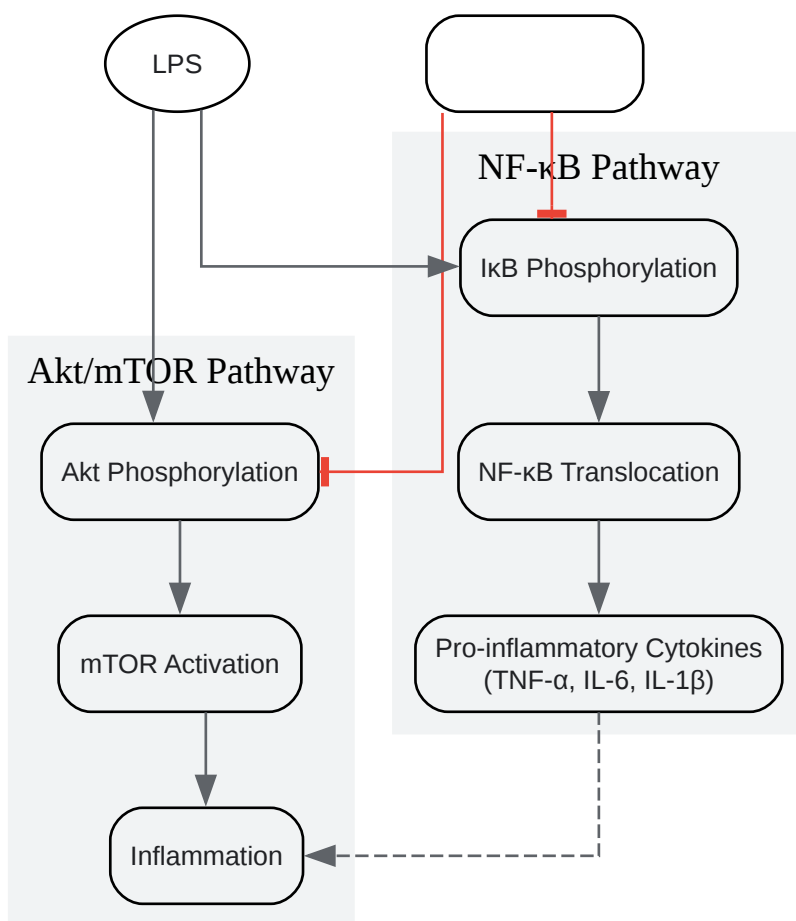 LPS
NF-κB Pathway
IκB Phosphorylation
Akt/mTOR Pathway
Akt Phosphorylation
NF-κB Translocation
mTOR Activation
Pro-inflammatory Cytokines
(TNF-α, IL-6, IL-1β)
Inflammation